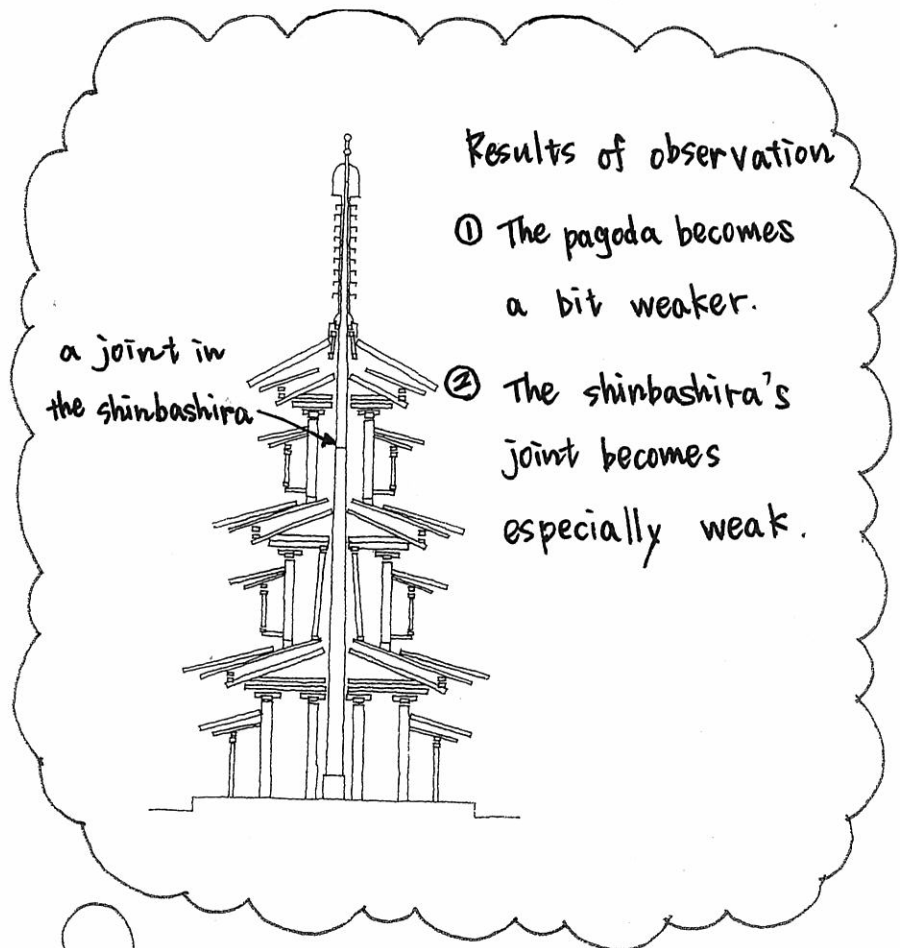 Results of observation
① The pagoda becomes
a bit weaker.
a joint in
the shinbashira
② The shinbashira's
joint becomes
especially weak.